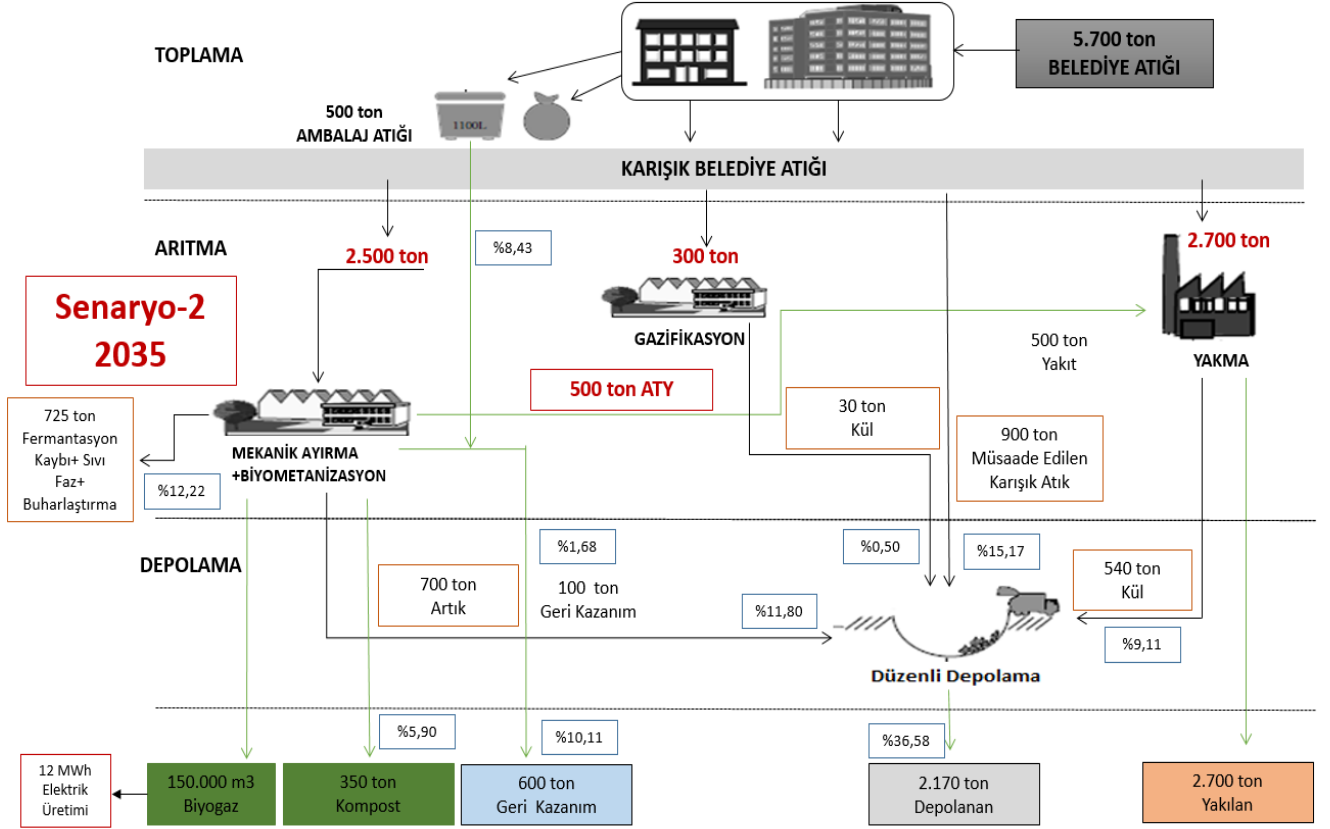 TOPLAMA
5.700 ton
BELEDİYE ATIĞI
500 ton
AMBALAJ ATIĞI
1100L
KARIŞIK BELEDİYE ATIĞI
ARITMA
%8,43
2.500 ton
300 ton
2.700 ton
Senaryo-2
2035
GAZİFİKASYON
500 ton
Yakıt
YAKMA
500 ton ATY
725 ton
Fermantasyon
Kaybı+ Sıvı
Faz+
Buharlaştırma
30 ton
Kül
900 ton
Müsaade Edilen
Karışık Atık
MEKANİK AYIRMA
+BİYOMETANİZASYON
%12,22
DEPOLAMA
%1,68
%0,50
%15,17
700 ton
Artık
100 ton
Geri Kazanım
%11,80
540 ton
Kül
%9,11
Düzenli Depolama
%5,90
%10,11
%36,58
12 MWh
Elektrik
Üretimi
150.000 m3
Biyogaz
350 ton
Kompost
600 ton
Geri Kazanım
2.170 ton
Depolanan
2.700 ton
Yakılan